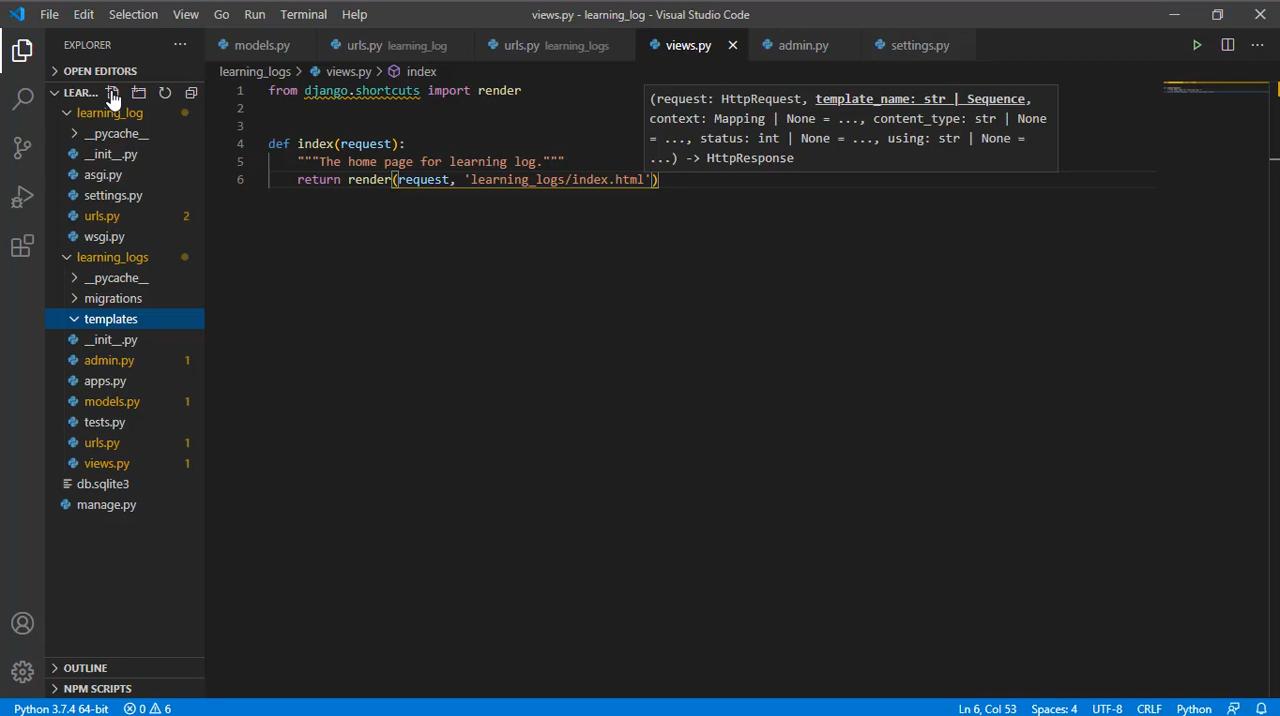 File Edit Selection View Go Run Terminal Help
views.py - learning_log - Visual Studio Code
EXPLORER
OPEN EDITORS
LEAR...
learning_log
__pycache__
__init__.py
asgi.py
settings.py
urls.py 2
wsgi.py
learning_logs
__pycache__
migrations
templates
__init__.py
admin.py 1
apps.py
models.py 1
tests.py
urls.py 1
views.py 1
db.sqlite3
manage.py
OUTLINE
NPM SCRIPTS
models.py urls.py learning_log urls.py learning_logs views.py admin.py settings.py
learning_logs > views.py > index
1 from django.shortcuts import render
2
3
4 def index(request):
5 """The home page for learning log."""
6 return render(request, 'learning_logs/index.html')
(request: HttpRequest, template_name: str | Sequence,
context: Mapping | None = ..., content_type: str | None
= ..., status: int | None = ..., using: str | None =
...) -> HttpResponse
Python 3.7.4 64-bit 0 6 Ln 6, Col 53 Spaces: 4 UTF-8 CRLF Python